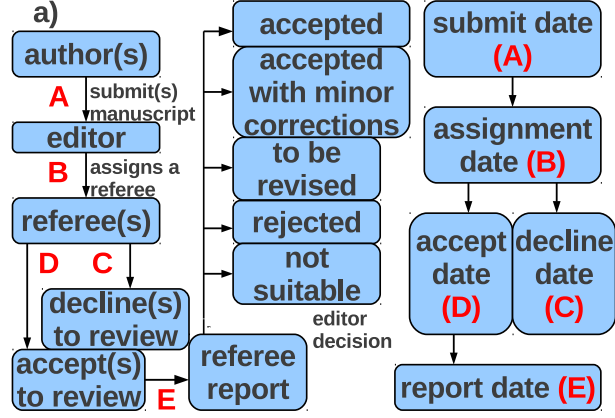 a)
author(s)
A
submit(s)
manuscript
editor
B
assigns a
referee
referee(s)
D
C
decline(s)
to review
accept(s)
to review
E
referee
report
accepted
accepted
with minor
corrections
to be
revised
rejected
not
suitable
editor
decision
submit date
(A)
assignment
date (B)
accept
date
(D)
decline
date
(C)
report date (E)